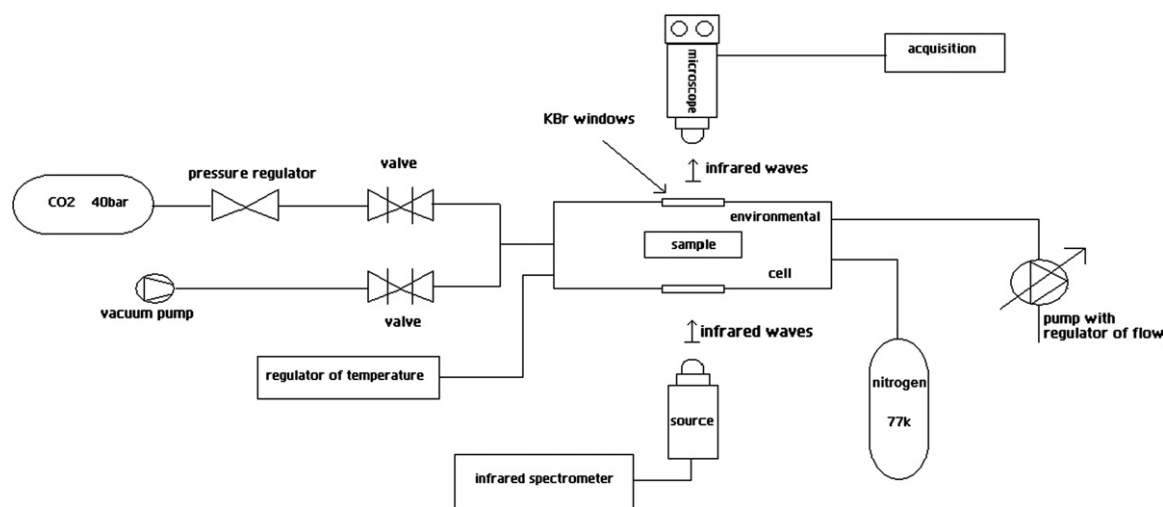 acquisition
microscope
KBr windows
infrared waves
pressure regulator
valve
CO2 40bar
environmental
sample
cell
vacuum pump
valve
infrared waves
pump with
regulator of flow
regulator of temperature
nitrogen
77k
source
infrared spectrometer